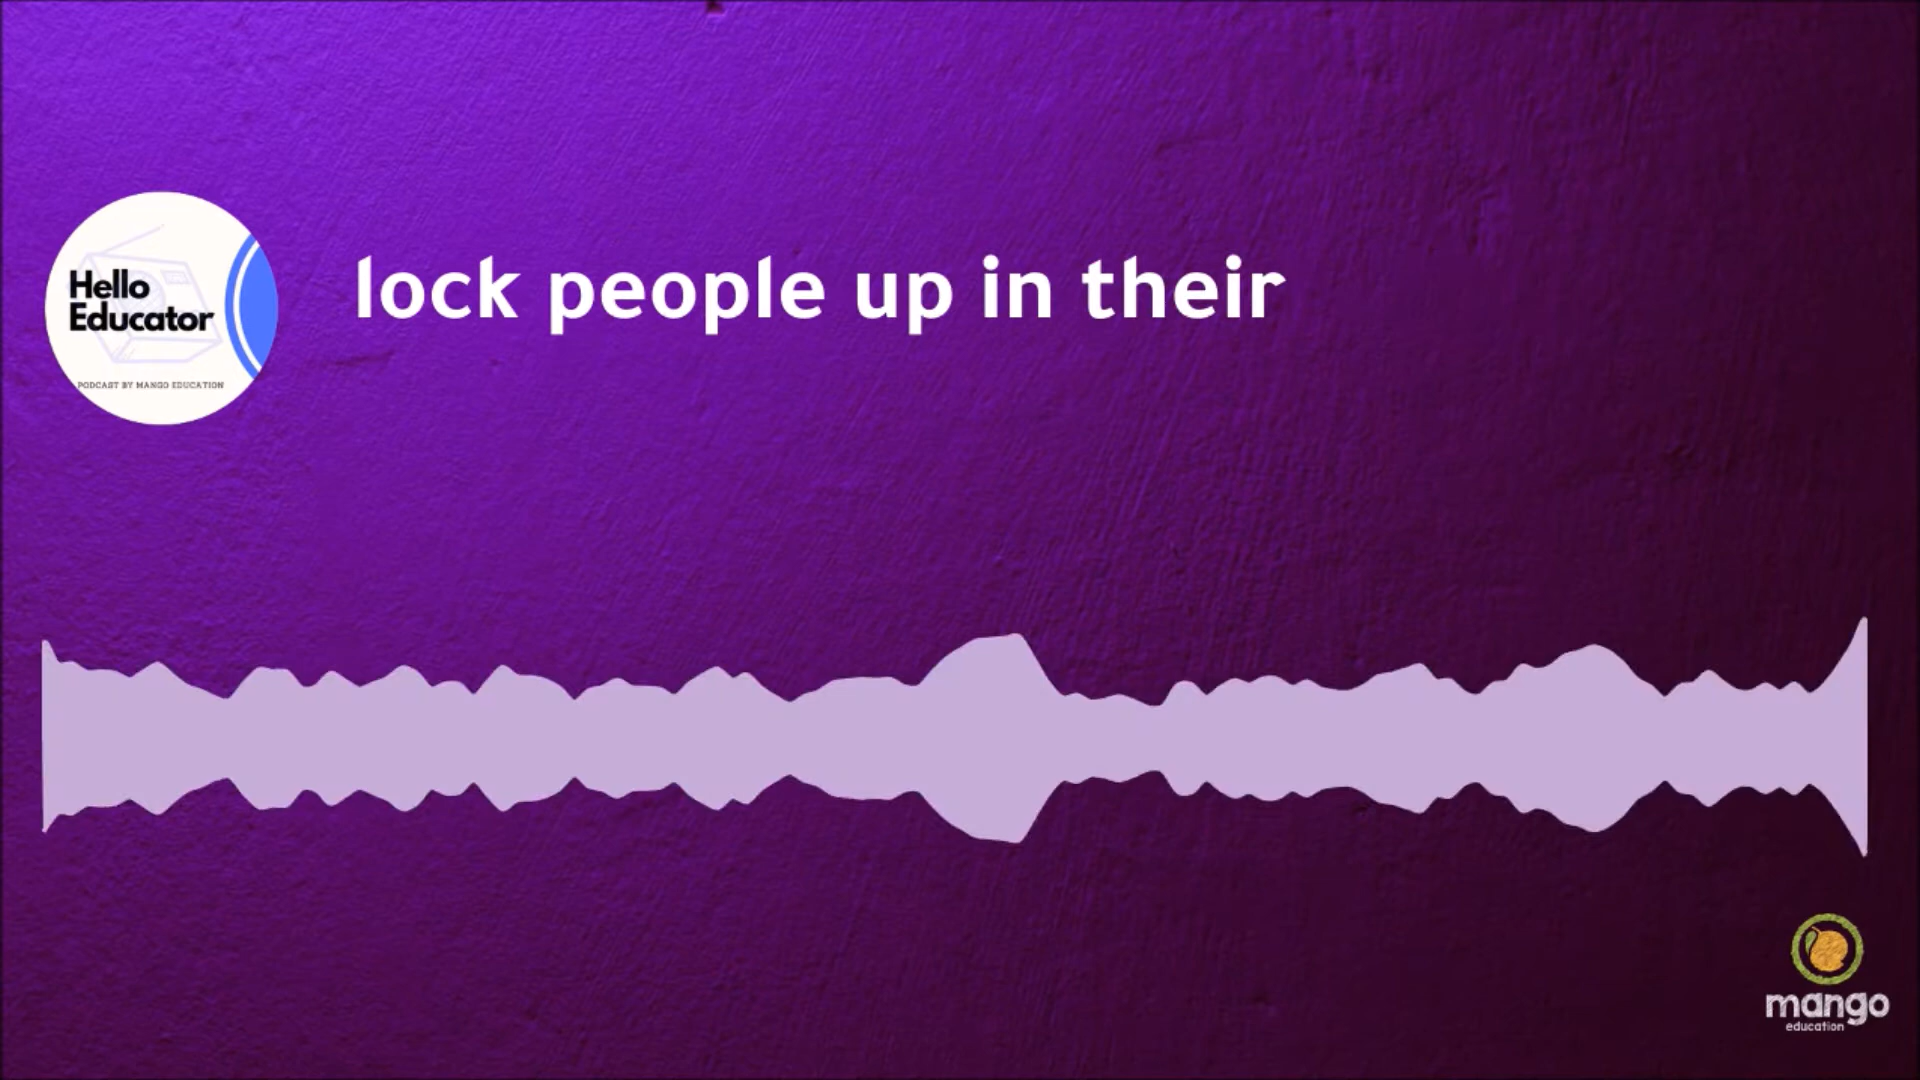 Hello
Educator
PODCAST BY MANGO EDUCATION
lock people up in their
mango
education